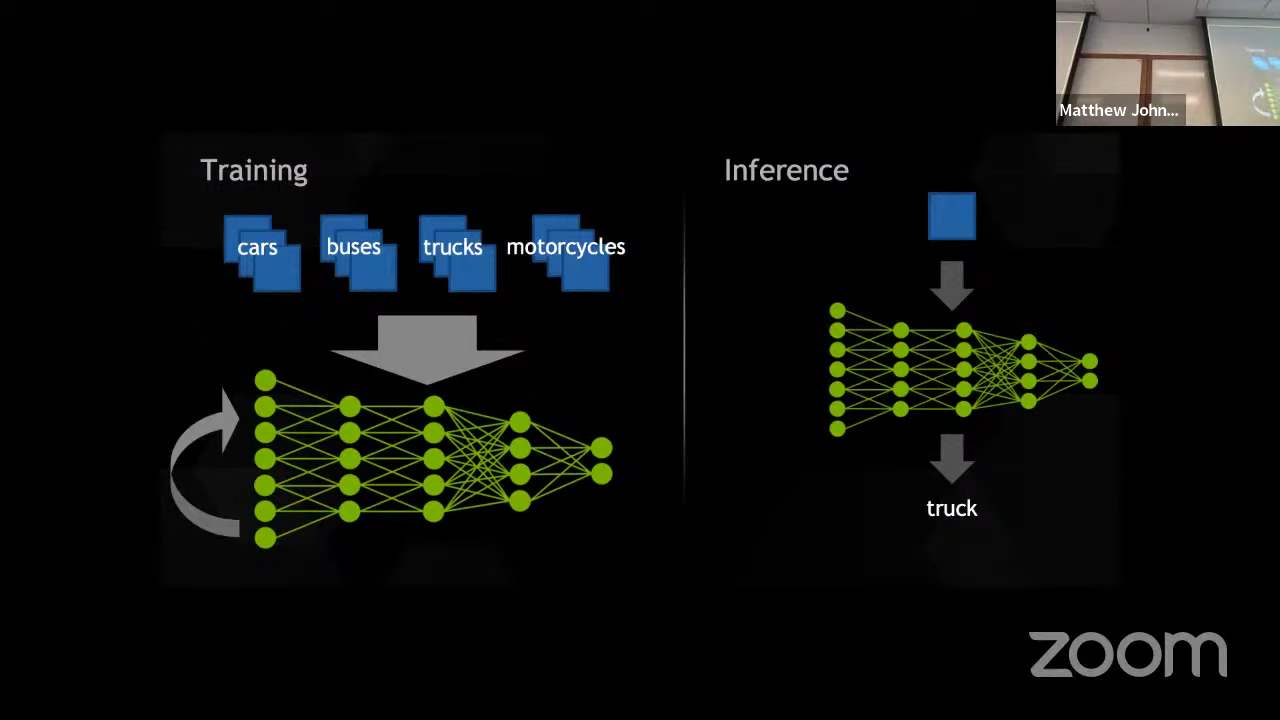 Matthew John...
Training
Inference
cars
buses
trucks
motorcycles
truck
zoom